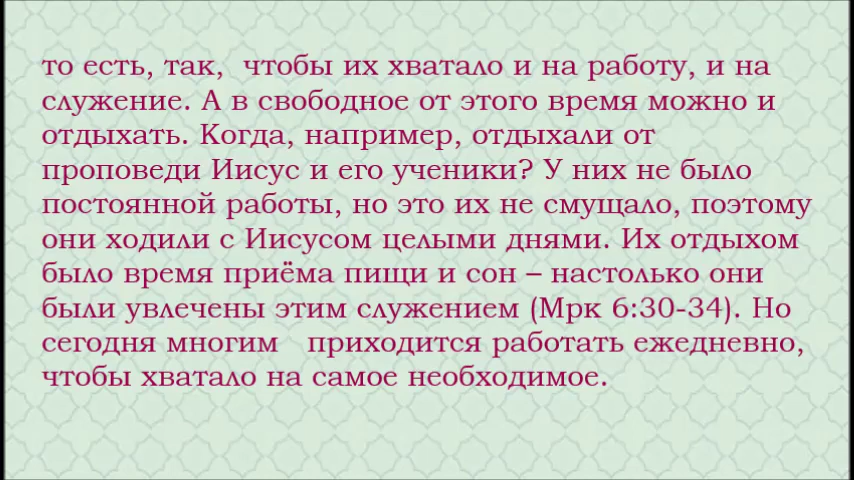 то есть, так,  чтобы их хватало и на работу, и на
служение. А в свободное от этого время можно и
отдыхать. Когда, например, отдыхали от
проповеди Иисус и его ученики? У них не было
постоянной работы, но это их не смущало, поэтому
они ходили с Иисусом целыми днями. Их отдыхом
было время приёма пищи и сон – настолько они
были увлечены этим служением (Мрк 6:30-34). Но
сегодня многим   приходится работать ежедневно,
чтобы хватало на самое необходимое.